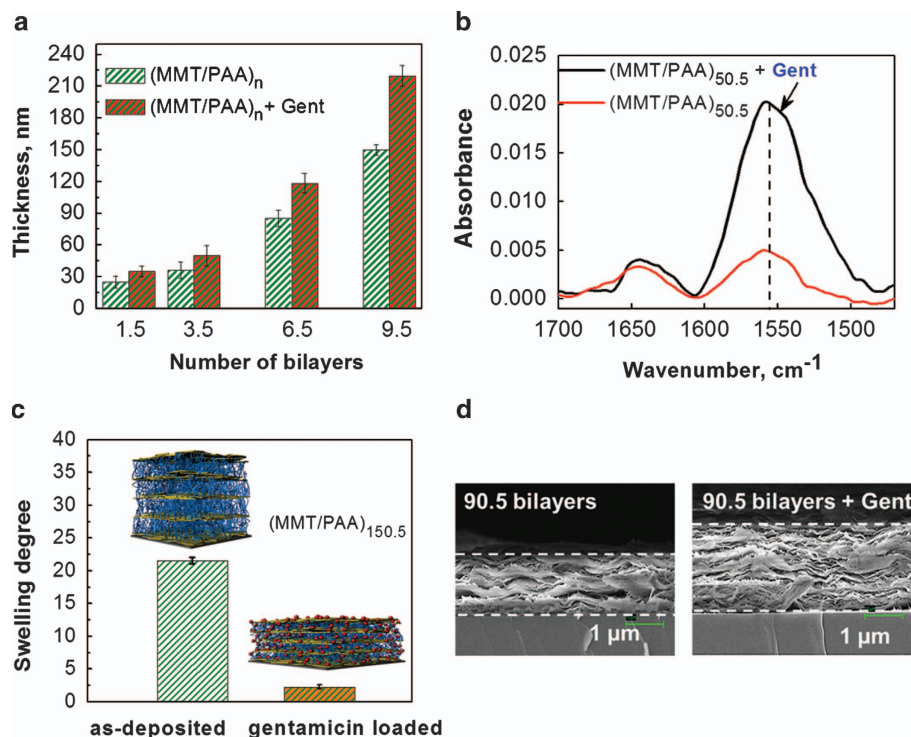 a
240
210
180
150
120
90
60
30
0
Thickness, nm
(MMT/PAA)n
(MMT/PAA)n+ Gent
1.5 3.5 6.5 9.5
Number of bilayers
b
0.025
0.020
0.015
0.010
0.005
0.000
Absorbance
(MMT/PAA)50.5 + Gent
(MMT/PAA)50.5
1700 1650 1600 1550 1500
Wavenumber, cm-1
c
40
35
30
25
20
15
10
5
0
Swelling degree
(MMT/PAA)150.5
as-deposited gentamicin loaded
d
90.5 bilayers
1 μm
90.5 bilayers + Gent
1 μm